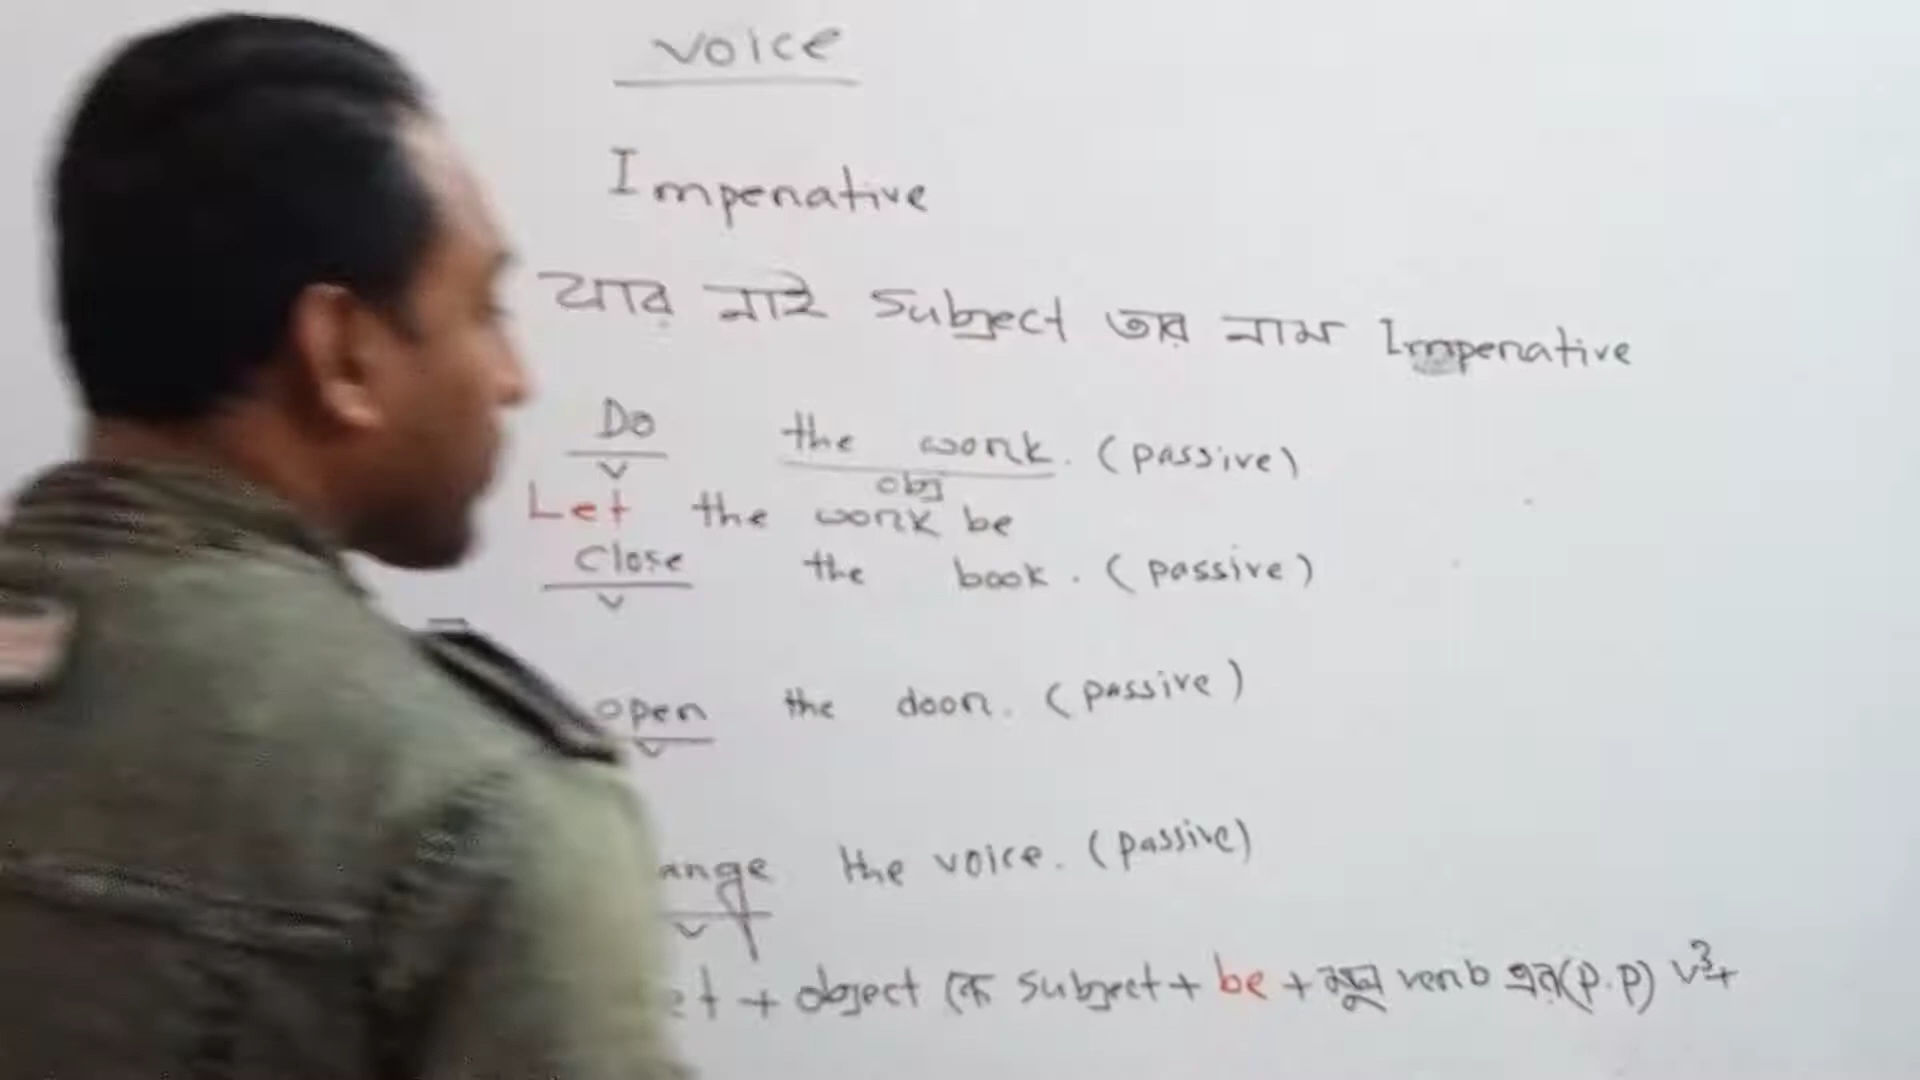 Voice
Imperative
যার নাই Subject তার নাম Imperative
Do the work. (passive)
v obj
Let the work be
Close the book. (passive)
v
open the door. (passive)
v
ange the voice. (passive)
v
et + object কে subject + be + মূল verb এর (p.p) v3+